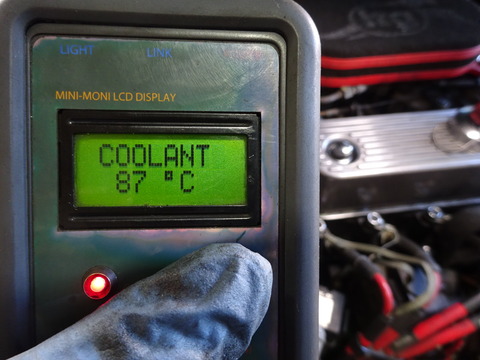 LIGHT LINK
MINI-MONI LCD DISPLAY
COOLANT
87 °C